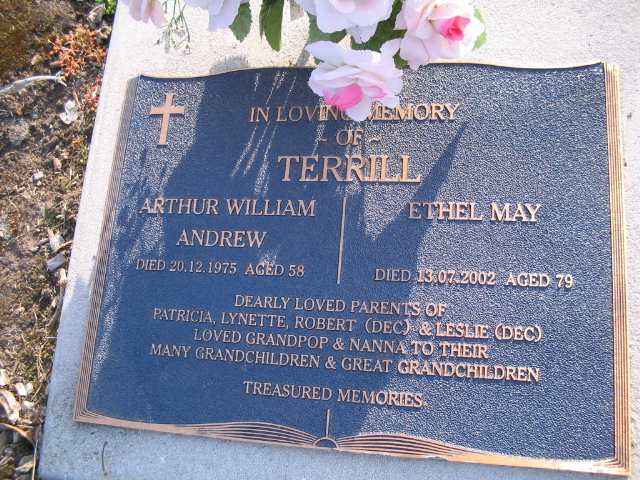 IN LOVING MEMORY
~ OF ~
TERRILL
ARTHUR WILLIAM
ANDREW
DIED 20.12.1975 AGED 58
ETHEL MAY
DIED 13.07.2002 AGED 79
DEARLY LOVED PARENTS OF
PATRICIA, LYNETTE, ROBERT (DEC) & LESLIE (DEC)
LOVED GRANDPOP & NANNA TO THEIR
MANY GRANDCHILDREN & GREAT GRANDCHILDREN
TREASURED MEMORIES.